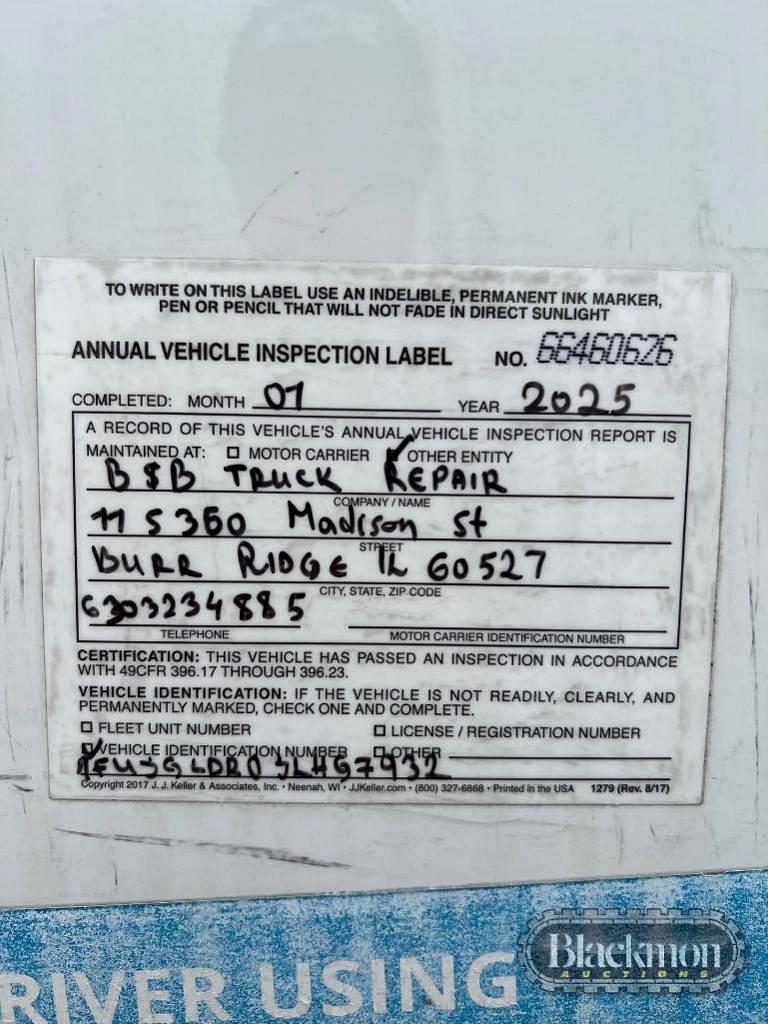 TO WRITE ON THIS LABEL USE AN INDELIBLE, PERMANENT INK MARKER,
PEN OR PENCIL THAT WILL NOT FADE IN DIRECT SUNLIGHT
ANNUAL VEHICLE INSPECTION LABEL NO. 66460626
COMPLETED: MONTH 07 YEAR 2025
A RECORD OF THIS VEHICLE'S ANNUAL VEHICLE INSPECTION REPORT IS
MAINTAINED AT: ☐ MOTOR CARRIER OTHER ENTITY
B$B TRUCK REPAIR
COMPANY / NAME
11 S 360 Madison St
STREET
BURR RIDGE IL 60527
CITY, STATE, ZIP CODE
6303234885
TELEPHONE MOTOR CARRIER IDENTIFICATION NUMBER
CERTIFICATION: THIS VEHICLE HAS PASSED AN INSPECTION IN ACCORDANCE
WITH 49CFR 396.17 THROUGH 396.23.
VEHICLE IDENTIFICATION: IF THE VEHICLE IS NOT READILY, CLEARLY, AND
PERMANENTLY MARKED, CHECK ONE AND COMPLETE.
☐ FLEET UNIT NUMBER ☐ LICENSE / REGISTRATION NUMBER
☑ VEHICLE IDENTIFICATION NUMBER ☐ OTHER
Copyright 2017 J. J. Keller & Associates, Inc. • Neenah, WI • JJKeller.com • (800) 327-6868 • Printed in the USA 1279 (Rev. 8/17)
RIVER USING
Blackmon
AUCTIONS